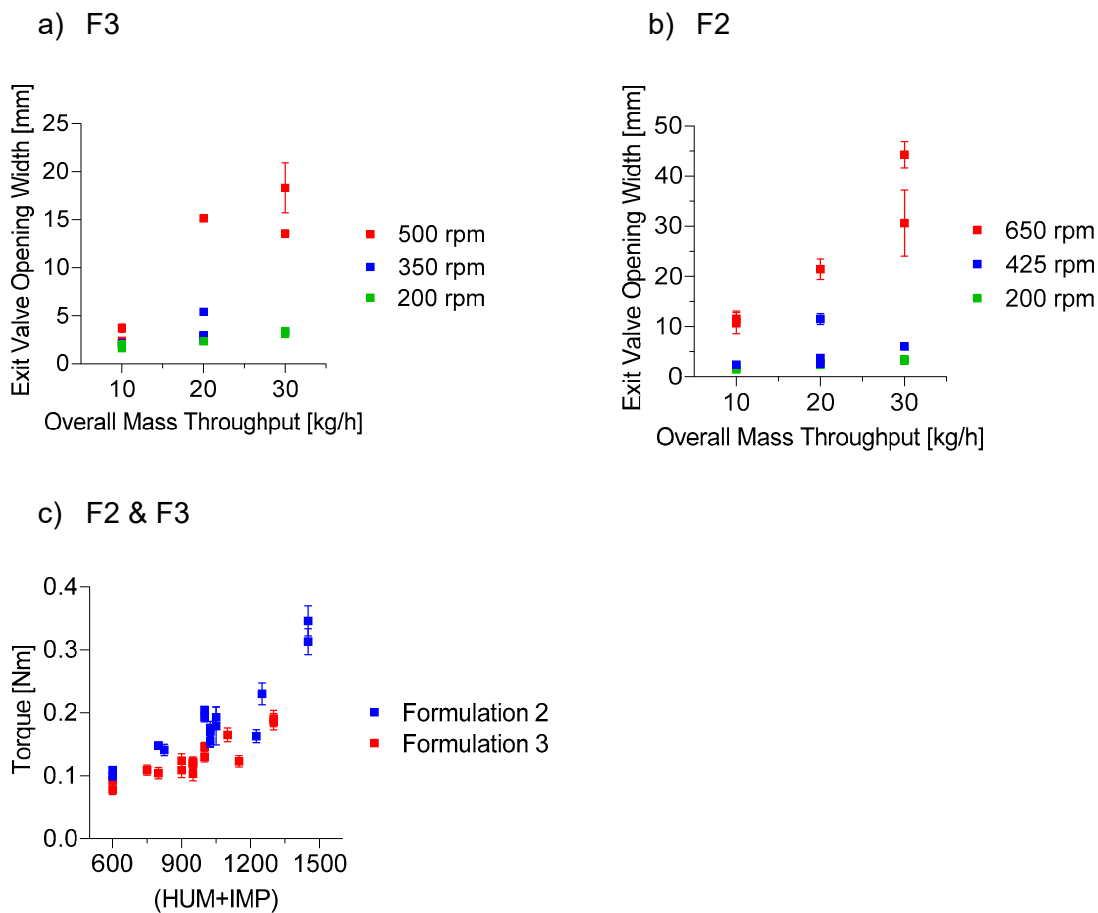 a) F3
Exit Valve Opening Width [mm]
25
20
15
10
5
0
10 20 30
Overall Mass Throughput [kg/h]
500 rpm
350 rpm
200 rpm
b) F2
Exit Valve Opening Width [mm]
50
40
30
20
10
0
10 20 30
Overall Mass Throughput [kg/h]
650 rpm
425 rpm
200 rpm
c) F2 & F3
Torque [Nm]
0.4
0.3
0.2
0.1
0.0
600 900 1200 1500
(HUM+IMP)
Formulation 2
Formulation 3